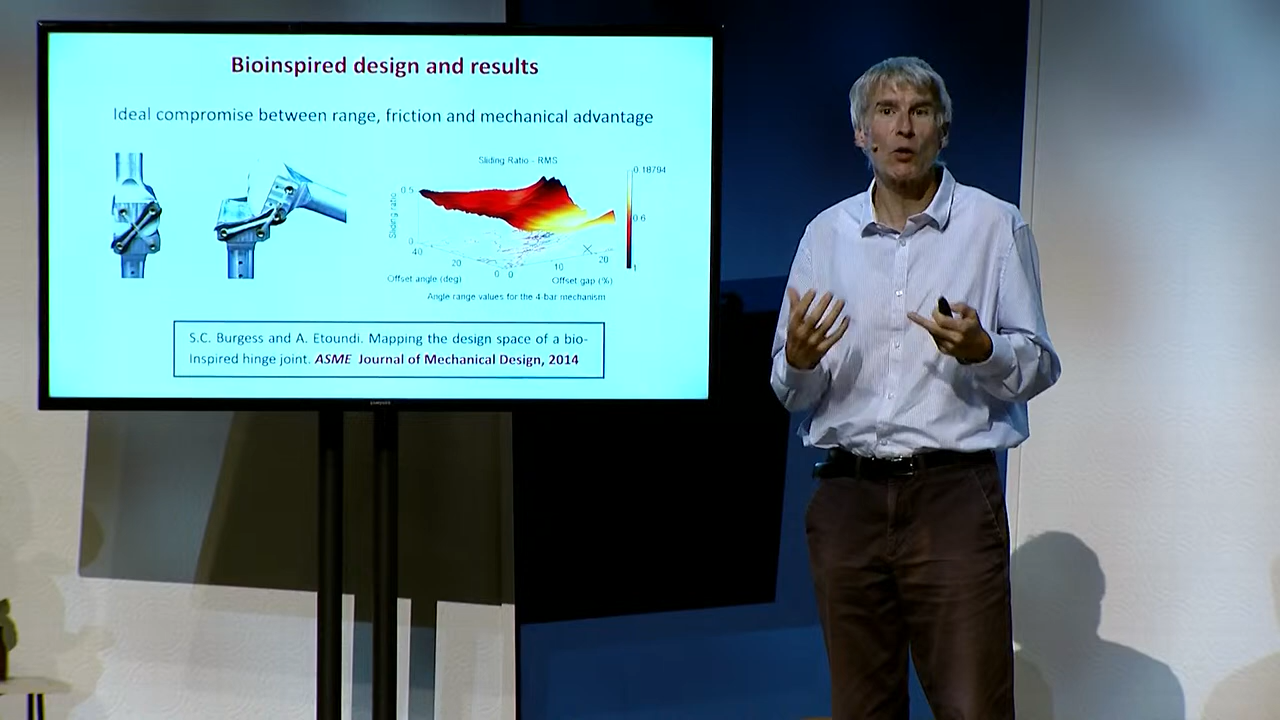 Bioinspired design and results
Ideal compromise between range, friction and mechanical advantage
Sliding Ratio - RMS
0.18794
0.5
0.6
Sliding ratio
0
40
20
0
0
10
20
1
Offset angle (deg)
Offset gap (%)
Angle range values for the 4-bar mechanism
S.C. Burgess and A. Etoundi. Mapping the design space of a bio-
inspired hinge joint. ASME Journal of Mechanical Design, 2014
SAMSUNG